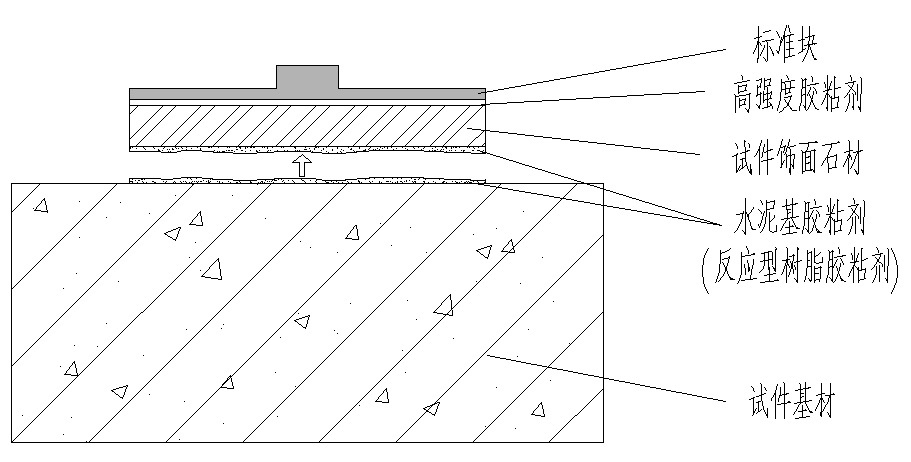 标准块
高强度胶粘剂
试件饰面石材
水泥基胶粘剂
(反应型树脂胶粘剂)
试件基材